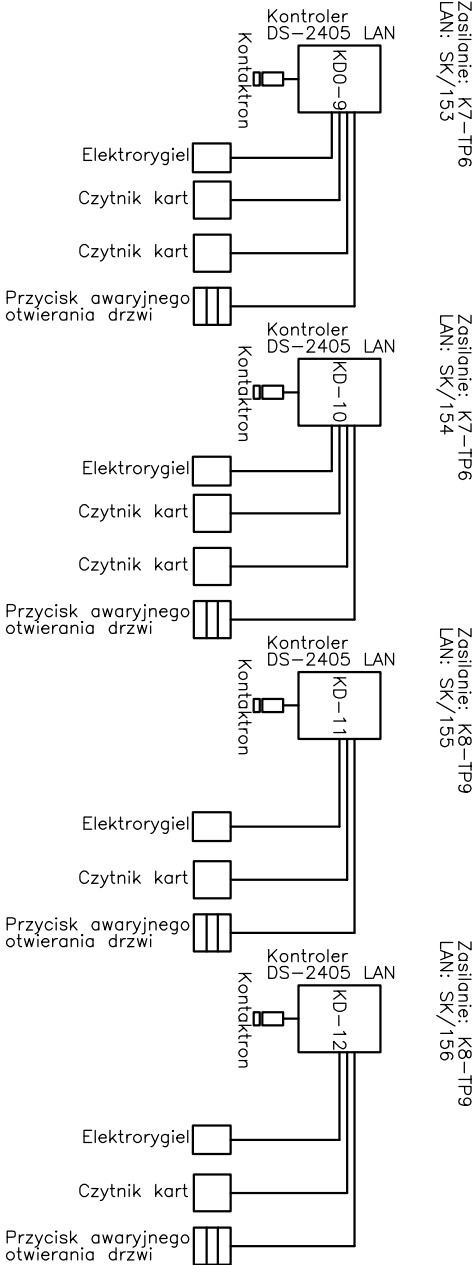 Zasilanie: K7-TP6
LAN: SK/153
Kontroler
DS-2405 LAN
KD0-9
Kontaktron
Elektrorygiel
Czytnik kart
Czytnik kart
Przycisk awaryjnego
otwierania drzwi
Zasilanie: K7-TP6
LAN: SK/154
Kontroler
DS-2405 LAN
KD-10
Kontaktron
Elektrorygiel
Czytnik kart
Czytnik kart
Przycisk awaryjnego
otwierania drzwi
Zasilanie: K8-TP9
LAN: SK/155
Kontroler
DS-2405 LAN
KD-11
Kontaktron
Elektrorygiel
Czytnik kart
Przycisk awaryjnego
otwierania drzwi
Zasilanie: K8-TP9
LAN: SK/156
Kontroler
DS-2405 LAN
KD-12
Kontaktron
Elektrorygiel
Czytnik kart
Przycisk awaryjnego
otwierania drzwi